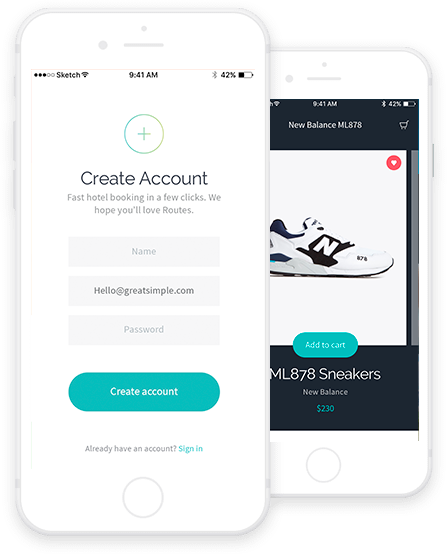 Sketch
9:41 AM
42%
Create Account
Fast hotel booking in a few clicks. We
hope you'll love Routes.
Name
Hello@greatsimple.com
Password
Create account
Already have an account? Sign in
9:41 AM
42%
New Balance ML878
N
878
Add to cart
ML878 Sneakers
New Balance
$230